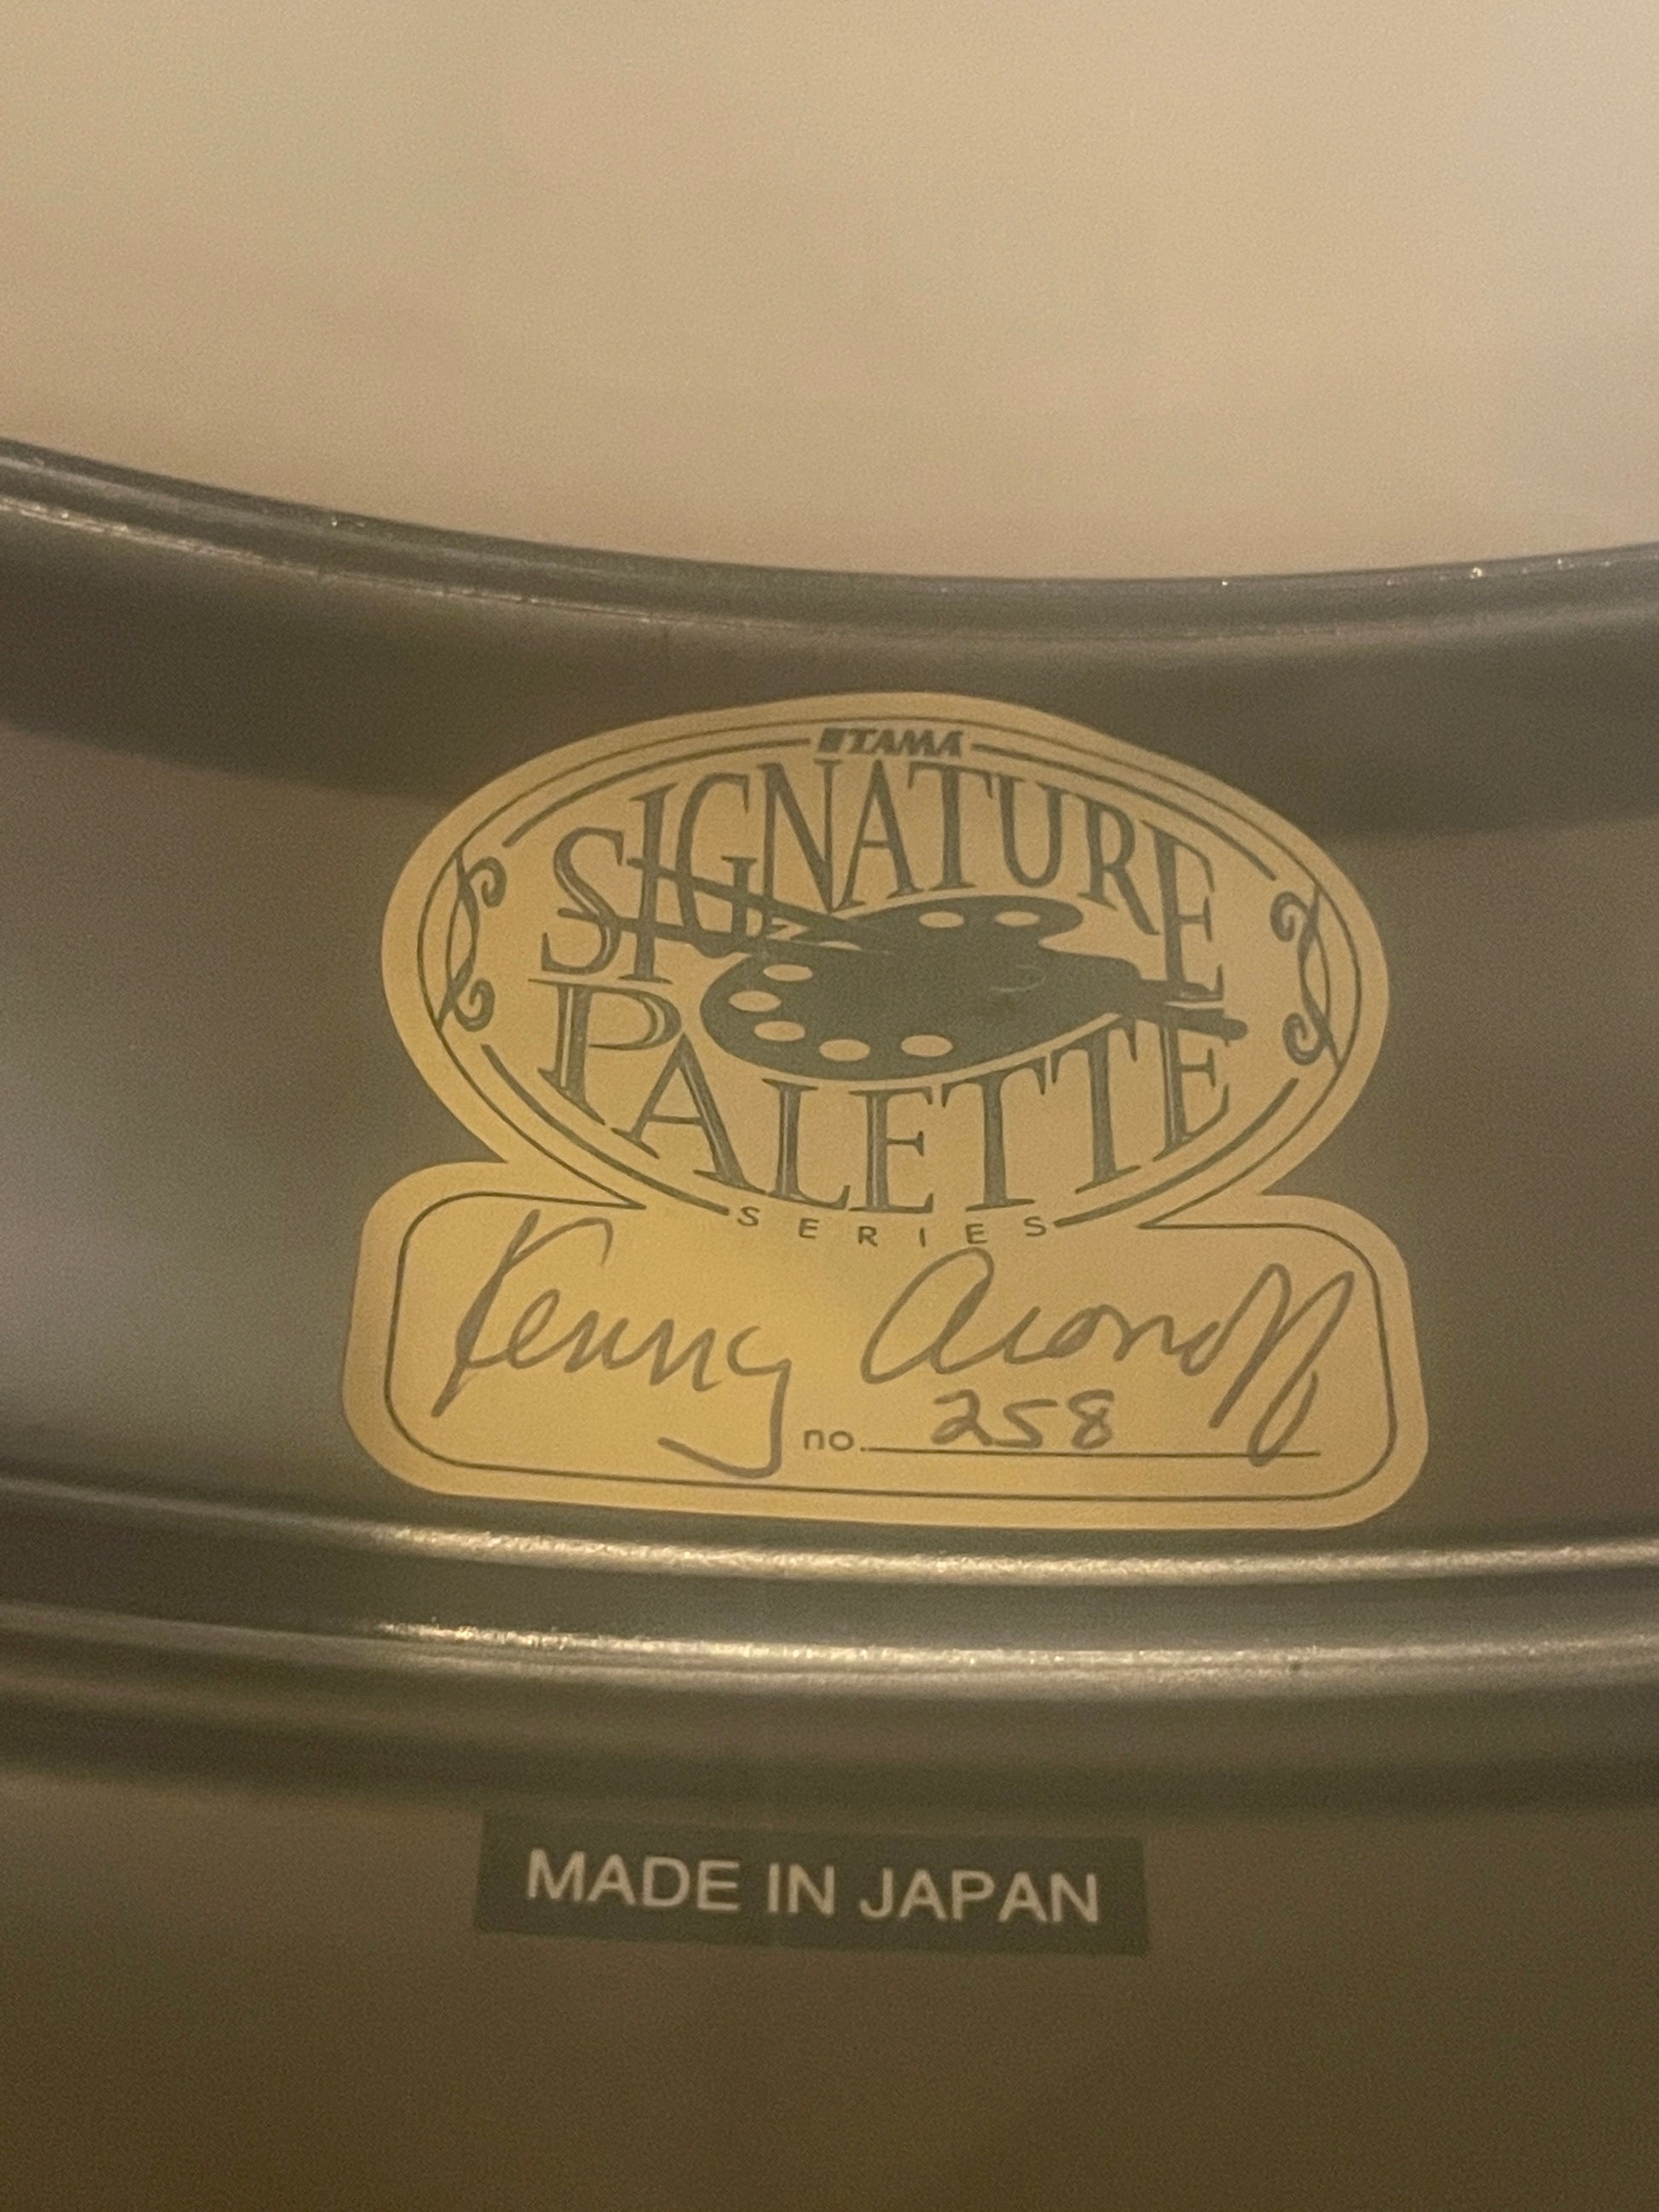 TAMA
SIGNATURE
PALETTE
SERIES
Kenny Aronoff
no. 258
MADE IN JAPAN